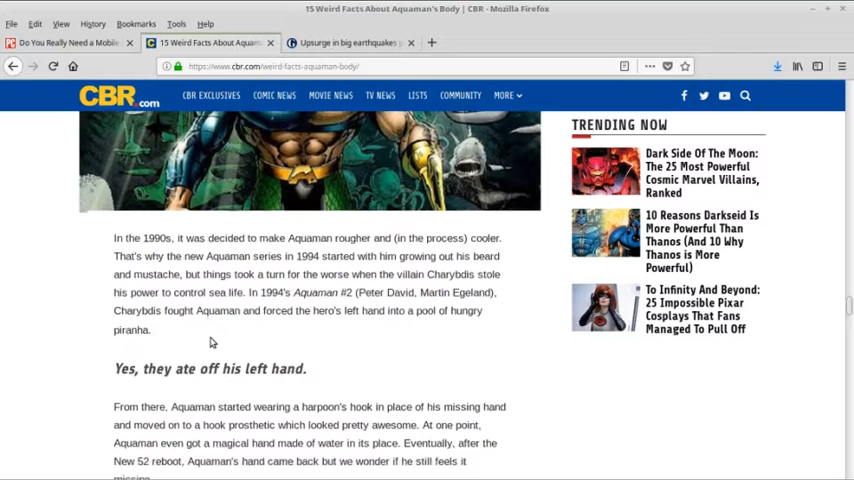 15 Weird Facts About Aquaman's Body | CBR - Mozilla Firefox
File Edit View History Bookmarks Tools Help
Do You Really Need a Mobile
15 Weird Facts About Aquam
Upsurge in big earthquakes p
https://www.cbr.com/weird-facts-aquaman-body/
CBR.com
CBR EXCLUSIVES COMIC NEWS MOVIE NEWS TV NEWS LISTS COMMUNITY MORE
In the 1990s, it was decided to make Aquaman rougher and (in the process) cooler.
That's why the new Aquaman series in 1994 started with him growing out his beard
and mustache, but things took a turn for the worse when the villain Charybdis stole
his power to control sea life. In 1994's Aquaman #2 (Peter David, Martin Egeland),
Charybdis fought Aquaman and forced the hero's left hand into a pool of hungry
piranha.
Yes, they ate off his left hand.
From there, Aquaman started wearing a harpoon's hook in place of his missing hand
and moved on to a hook prosthetic which looked pretty awesome. At one point,
Aquaman even got a magical hand made of water in its place. Eventually, after the
New 52 reboot, Aquaman's hand came back but we wonder if he still feels it
missing.
TRENDING NOW
Dark Side Of The Moon:
The 25 Most Powerful
Cosmic Marvel Villains,
Ranked
10 Reasons Darkseid Is
More Powerful Than
Thanos (And 10 Why
Thanos is More
Powerful)
To Infinity And Beyond:
25 Impossible Pixar
Cosplays That Fans
Managed To Pull Off